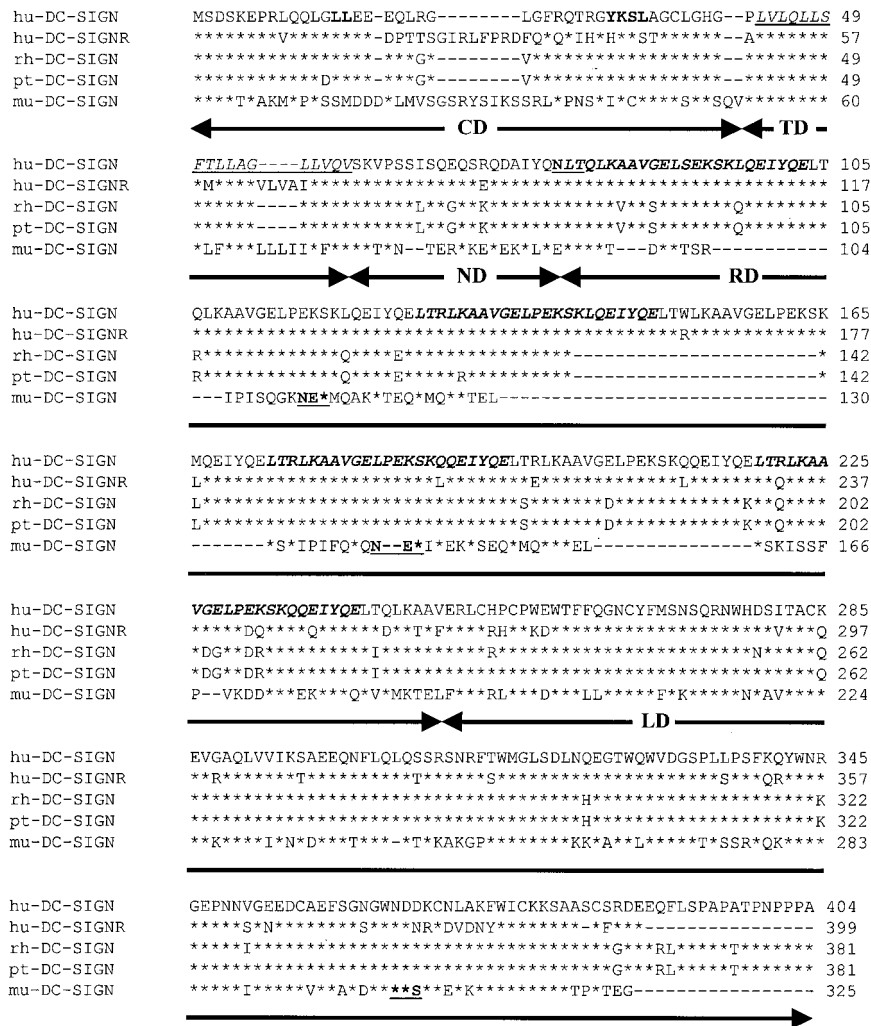 hu-DC-SIGN MSDSKEPRLQQLGLLEEE-EQLRG--------LGFRQTRGYKSLAGCLGHG--PLVLQLLS 49
hu-DC-SIGNR *********V*******-DPTTSGIRLFPRDFQ*Q*IH*H**ST*****--A******** 57
rh-DC-SIGN *****************-***G*--------V*****************--********* 49
pt-DC-SIGN ************D****-*****--------V*****************--********* 49
mu-DC-SIGN ****T*AKM*P*SSMDDD*LMVSGSRYSIKSSRL*PNS*I*C****S**SQV******** 60
CD TD
hu-DC-SIGN FTLLAG----LLVQVSKVPSSISQEQSRQDAIYQNLTQLKAAVGELSEKSKLQEIYQELT 105
hu-DC-SIGNR *M****VLVAI****************E******************************** 117
rh-DC-SIGN ******----***********L**G**K************V**S*******Q******** 105
pt-DC-SIGN ******----***********L**G**K************V**S*******Q******** 105
mu-DC-SIGN *LF***LLLII*F****T*N--TER*KE*EK*L*E****T---D**TSR----------- 104
ND RD
hu-DC-SIGN QLKAAVGELPEKSKLQEIYQELTRLKAAVGELPEKSKLQEIYQELTWLKAAVGELPEKSK 165
hu-DC-SIGNR **********************************************R************* 177
rh-DC-SIGN R*************Q****E****************-----------------------* 142
pt-DC-SIGN R*************Q****E*****R**********-----------------------* 142
mu-DC-SIGN ---IPISQGKNE*MQAK*TEQ*MQ**TEL------------------------------- 130
hu-DC-SIGN MQEIYQELTRLKAAVGELPEKSKQQEIYQELTRLKAAVGELPEKSKQQEIYQELTRLKAA 225
hu-DC-SIGNR L**********************L********E*************L********Q**** 237
rh-DC-SIGN L******************************S*******D************K**Q**** 202
pt-DC-SIGN L******************************S*******D************K**Q**** 202
mu-DC-SIGN -------*S*IPIFQ*QN--E*I*EK*SEQ*MQ**EL---------------*SKISSF 166
hu-DC-SIGN VGELPEKSKQQEIYQELTQLKAAVERLCHPCPWEWTFFQGNCYFMSNSQRNWHDSITACK 285
hu-DC-SIGNR *****DQ****Q******D**T*F****RH**KD********************V****Q 297
rh-DC-SIGN *DG**DR**********I**********R************************N*****Q 262
pt-DC-SIGN *DG**DR**********I*****************************************Q 262
mu-DC-SIGN P--VKDD***EK***Q*V*MKTELF***RL***D***LL****F*K****N*AV****** 224
LD
hu-DC-SIGN EVGAQLVVIKSAEEQNFLQLQSSRSNRFTWMGLSDLNQEGTWQWVDGSPLLPSFKQYWNR 345
hu-DC-SIGNR **R*******T**********T******S**********************S***QR*** 357
rh-DC-SIGN *************************************H*********************K 322
pt-DC-SIGN *************************************H*********************K 322
mu-DC-SIGN **K****I*N*D***T***-*T*KAKGP*********KK*A**L*****T*SSR*QK*** 283
hu-DC-SIGN GEPNNVGEEDCAEFSGNGWNDDKCNLAKFWICKKSAASCSRDEEQFLSPAPATPNPPPA 404
hu-DC-SIGNR *****S*N********S****NR*DVDNY********-*F***---------------- 399
rh-DC-SIGN *****I**********************************G***RL*****T******* 381
pt-DC-SIGN ****************************************G***RL*****T******* 381
mu-DC-SIGN *****I*****V**A*D****S**E*K*********TP*TEG----------------- 325